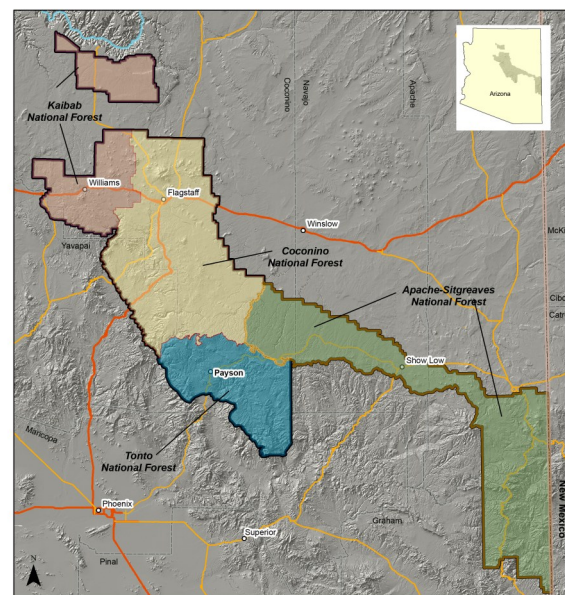 Coconino
Navajo
Apache
Arizona
Kaibab
National Forest
Williams
Flagstaff
Winslow
Yavapai
McKi
Coconino
National Forest
Apache-Sitgreaves
National Forest
Cibo
Catr
Show Low
Payson
Maricopa
Tonto
National Forest
New Mexico
Phoenix
Graham
Superior
N
Pinal